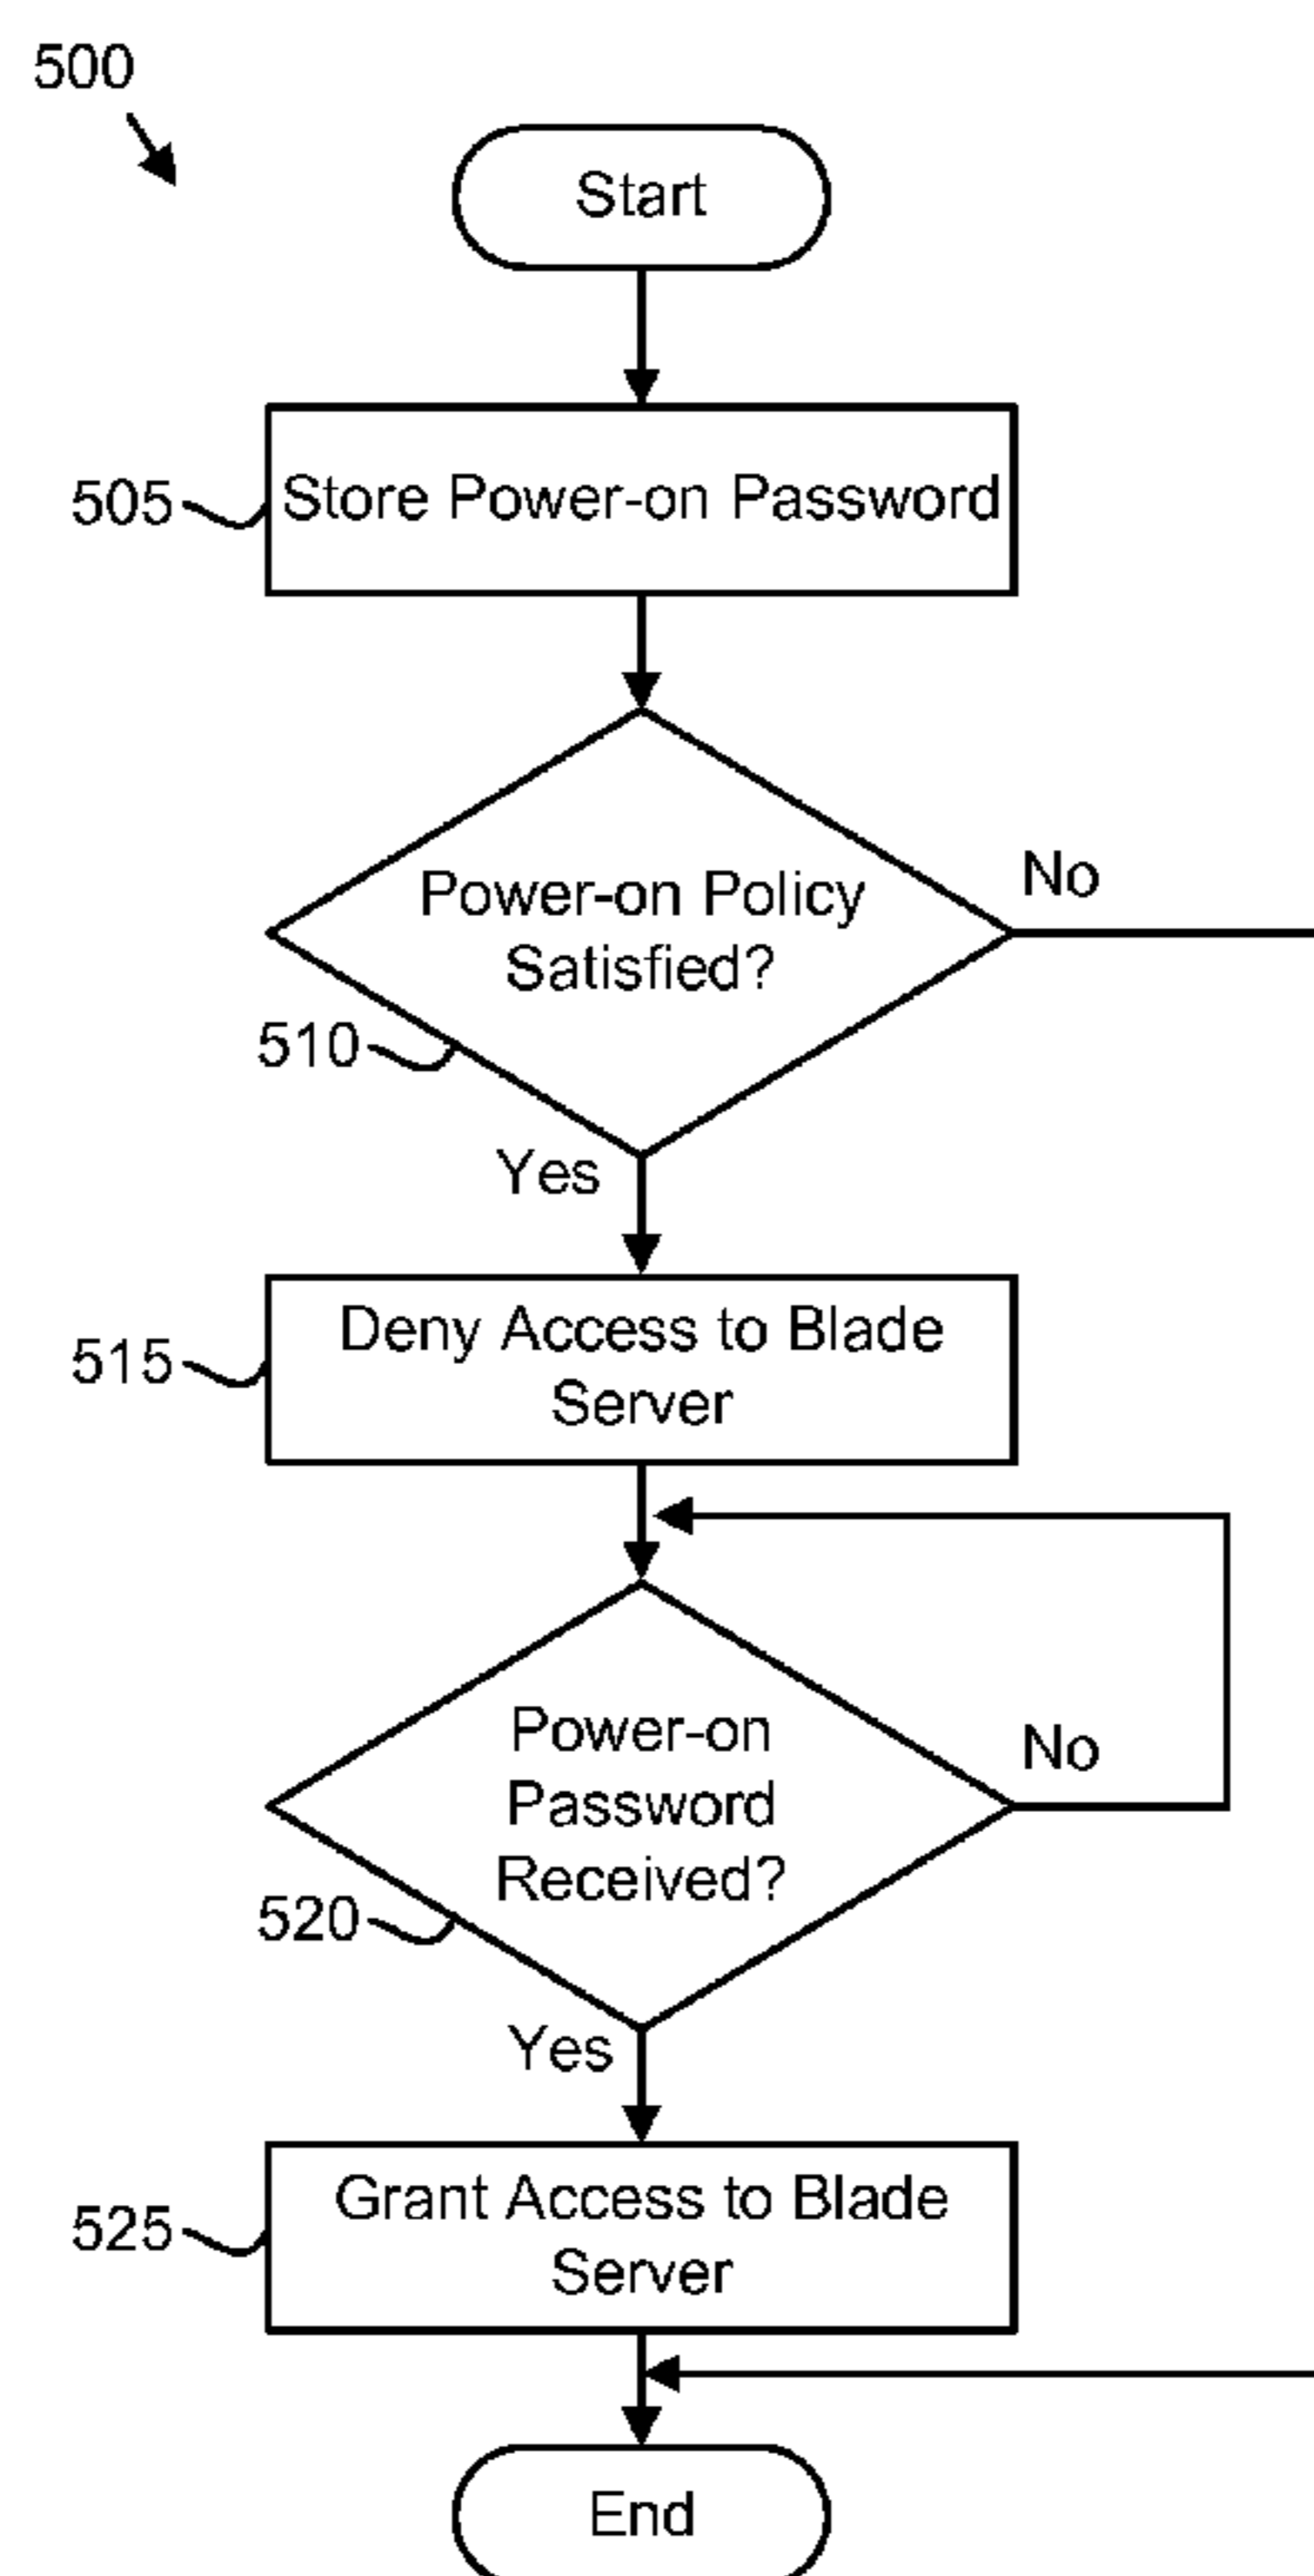 500
Start
505
Store Power-on Password
Power-on Policy
Satisfied?
No
510
Yes
515
Deny Access to Blade
Server
Power-on
Password
Received?
No
520
Yes
525
Grant Access to Blade
Server
End